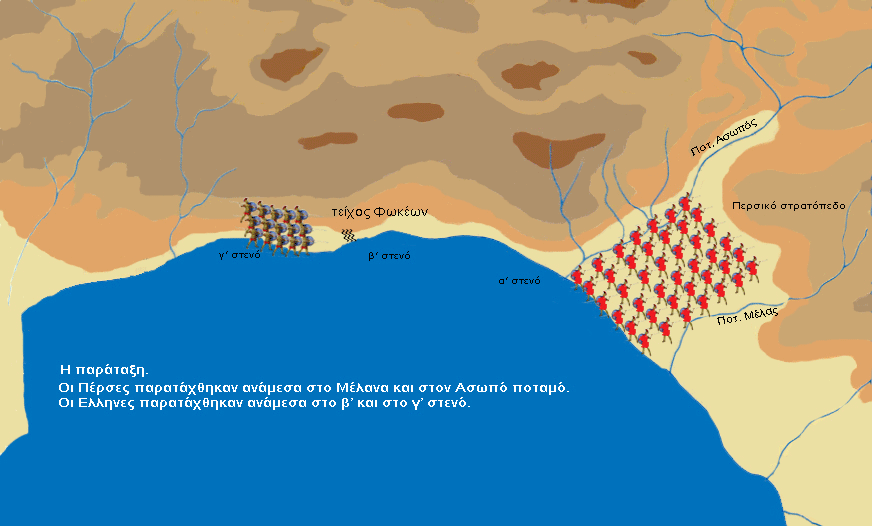 Ποτ. Ασωπός
Περσικό στρατόπεδο
τείχος Φωκέων
γ' στενό
β' στενό
α' στενό
Ποτ. Μέλας
Η παράταξη.
Οι Πέρσες παρατάχθηκαν ανάμεσα στο Μέλανα και στον Ασωπό ποταμό.
Οι Ελληνες παρατάχθηκαν ανάμεσα στο β' και στο γ' στενό.